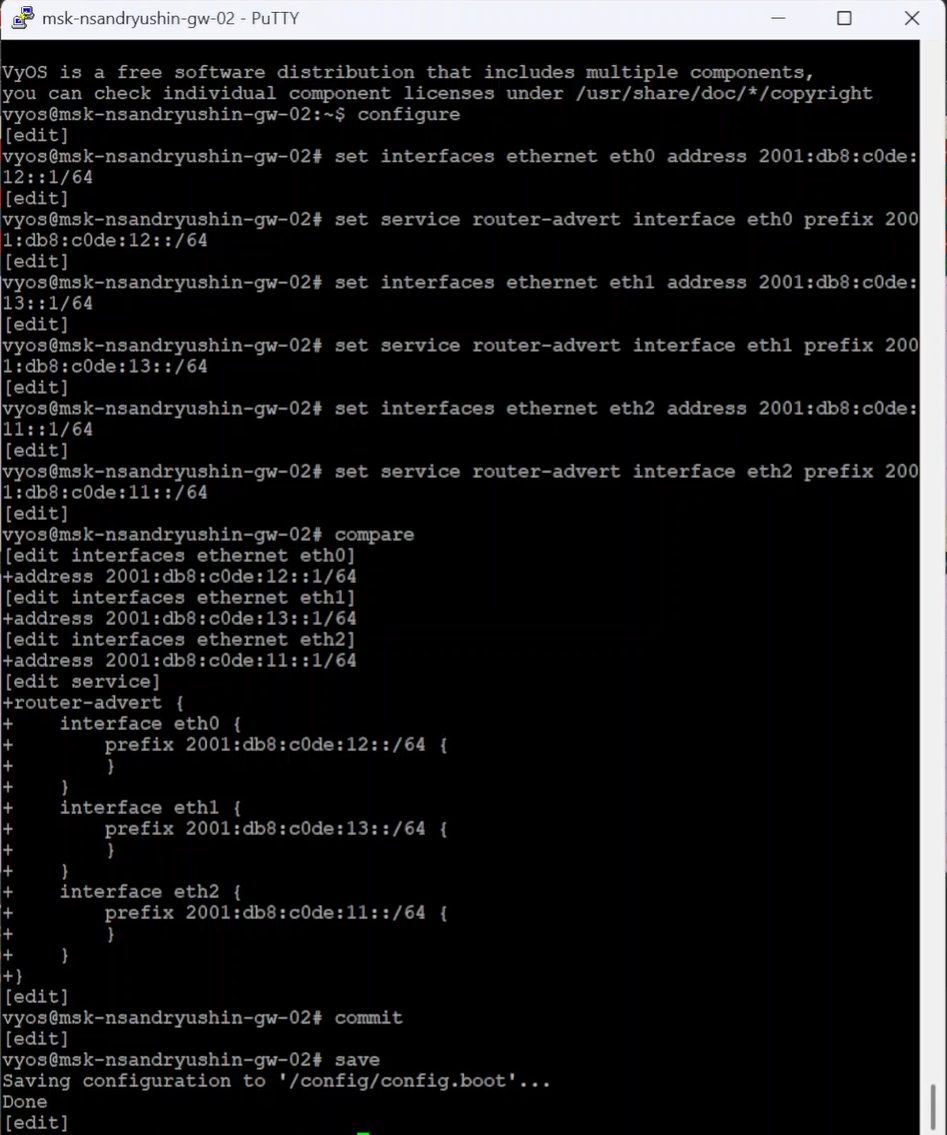 msk-nsandryushin-gw-02 - PuTTY
VyOS is a free software distribution that includes multiple components,
you can check individual component licenses under /usr/share/doc/*/copyright
vyos@msk-nsandryushin-gw-02:~$ configure
[edit]
vyos@msk-nsandryushin-gw-02# set interfaces ethernet eth0 address 2001:db8:c0de:
12::1/64
[edit]
vyos@msk-nsandryushin-gw-02# set service router-advert interface eth0 prefix 200
1:db8:c0de:12::/64
[edit]
vyos@msk-nsandryushin-gw-02# set interfaces ethernet eth1 address 2001:db8:c0de:
13::1/64
[edit]
vyos@msk-nsandryushin-gw-02# set service router-advert interface eth1 prefix 200
1:db8:c0de:13::/64
[edit]
vyos@msk-nsandryushin-gw-02# set interfaces ethernet eth2 address 2001:db8:c0de:
11::1/64
[edit]
vyos@msk-nsandryushin-gw-02# set service router-advert interface eth2 prefix 200
1:db8:c0de:11::/64
[edit]
vyos@msk-nsandryushin-gw-02# compare
[edit interfaces ethernet eth0]
+address 2001:db8:c0de:12::1/64
[edit interfaces ethernet eth1]
+address 2001:db8:c0de:13::1/64
[edit interfaces ethernet eth2]
+address 2001:db8:c0de:11::1/64
[edit service]
+router-advert {
+    interface eth0 {
+        prefix 2001:db8:c0de:12::/64 {
+        }
+    }
+    interface eth1 {
+        prefix 2001:db8:c0de:13::/64 {
+        }
+    }
+    interface eth2 {
+        prefix 2001:db8:c0de:11::/64 {
+        }
+    }
+}
[edit]
vyos@msk-nsandryushin-gw-02# commit
[edit]
vyos@msk-nsandryushin-gw-02# save
Saving configuration to '/config/config.boot'...
Done
[edit]